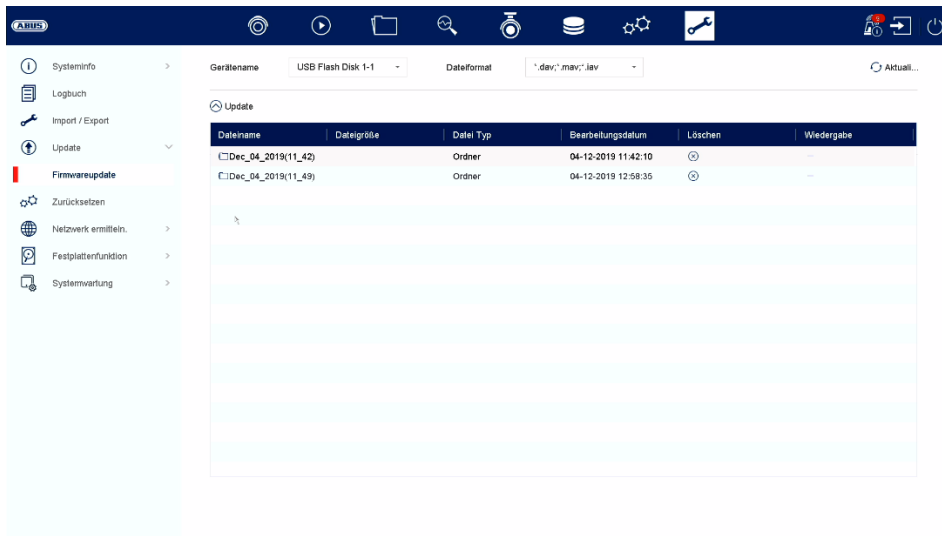 ABUS
9
Systeminfo
Logbuch
Import / Export
Update
Firmwareupdate
Zurücksetzen
Netzwerk ermitteln.
Festplattenfunktion
Systemwartung
Gerätename USB Flash Disk 1-1 Dateiformat *.dav;*.mav;*.iav Aktuali...
Update
Dateiname Dateigröße Datei Typ Bearbeitungsdatum Löschen Wiedergabe
Dec_04_2019(11_42) Ordner 04-12-2019 11:42:10 —
Dec_04_2019(11_49) Ordner 04-12-2019 12:58:35 —